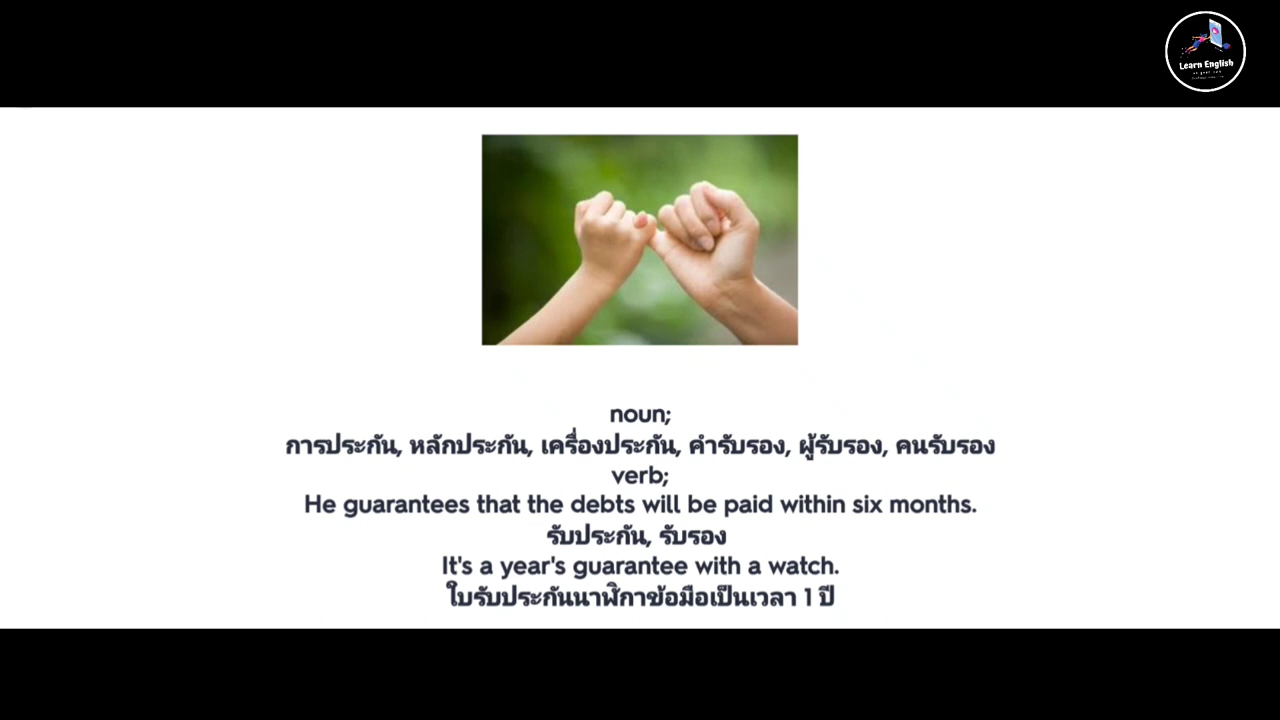 Learn English
noun;
การประกัน, หลักประกัน, เครื่องประกัน, คำรับรอง, ผู้รับรอง, คนรับรอง
verb;
He guarantees that the debts will be paid within six months.
รับประกัน, รับรอง
It's a year's guarantee with a watch.
ใบรับประกันนาฬิกาข้อมือเป็นเวลา 1 ปี